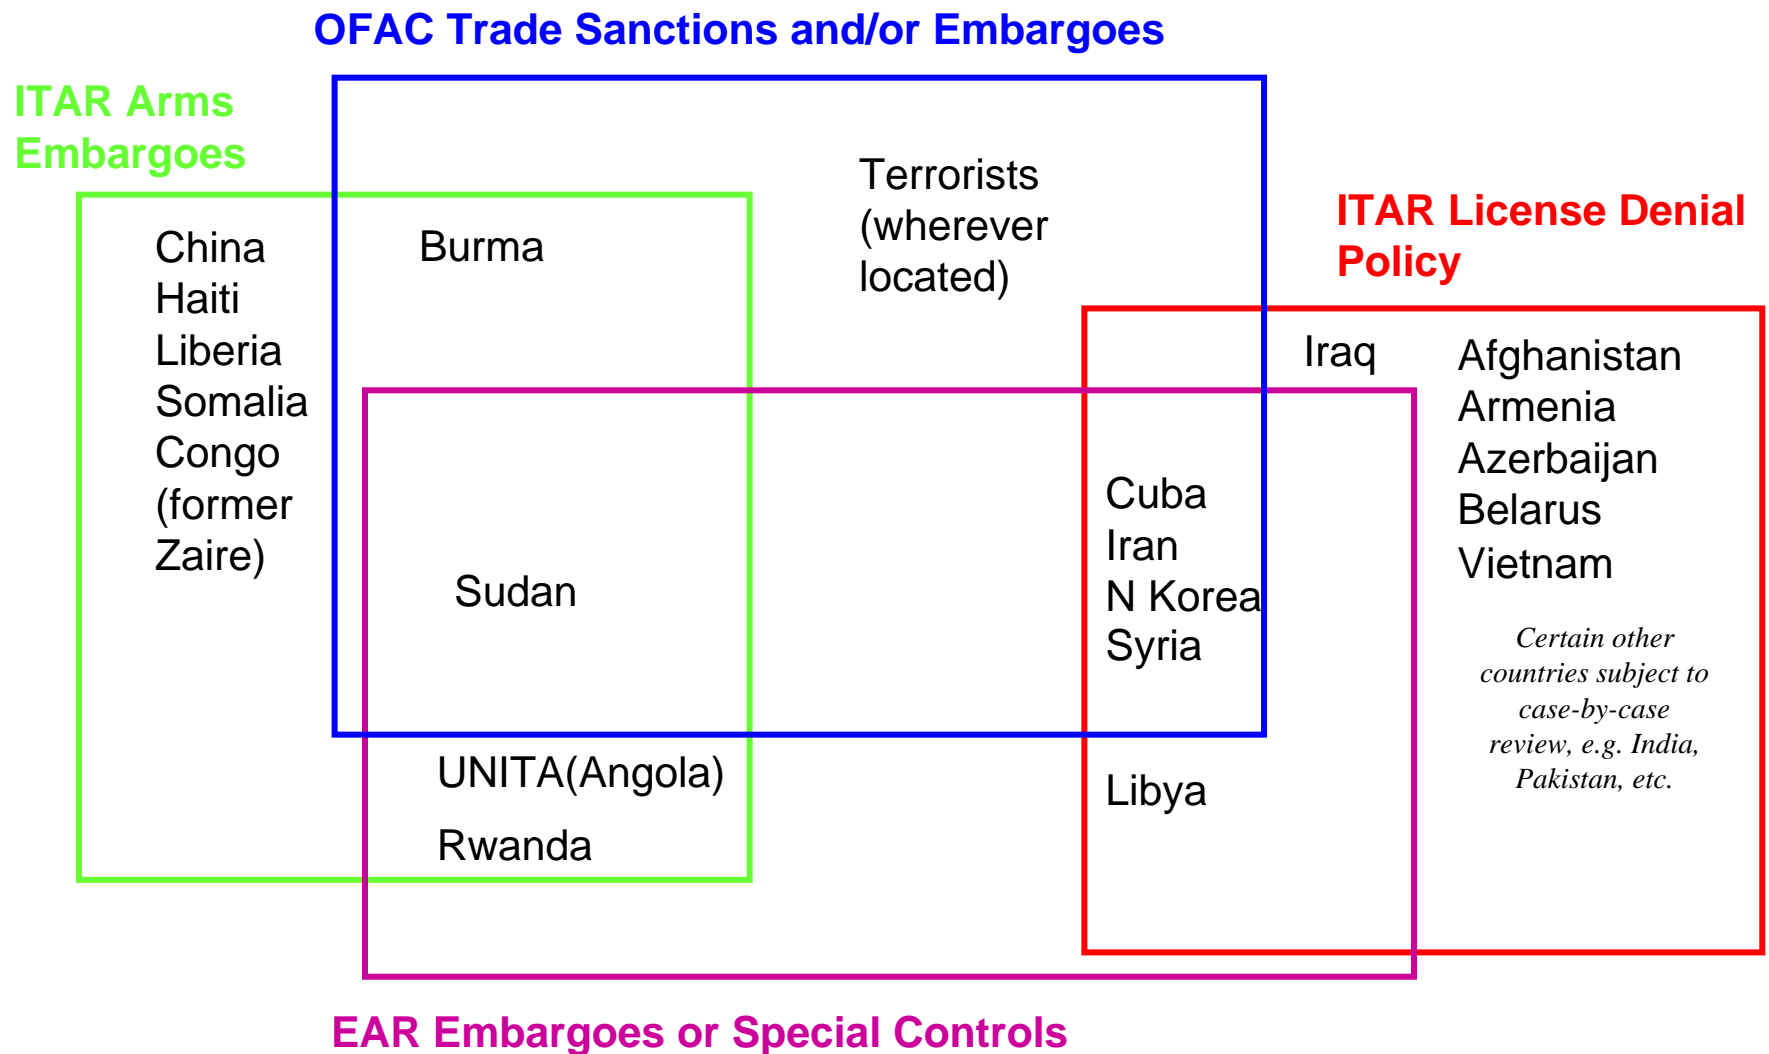 OFAC Trade Sanctions and/or Embargoes
ITAR Arms
Embargoes
China
Haiti
Liberia
Somalia
Congo
(former
Zaire)
Burma
Terrorists
(wherever
located)
ITAR License Denial
Policy
Iraq
Afghanistan
Armenia
Azerbaijan
Belarus
Vietnam
Certain other
countries subject to
case-by-case
review, e.g. India,
Pakistan, etc.
Cuba
Iran
N Korea
Syria
Sudan
UNITA(Angola)
Rwanda
Libya
EAR Embargoes or Special Controls